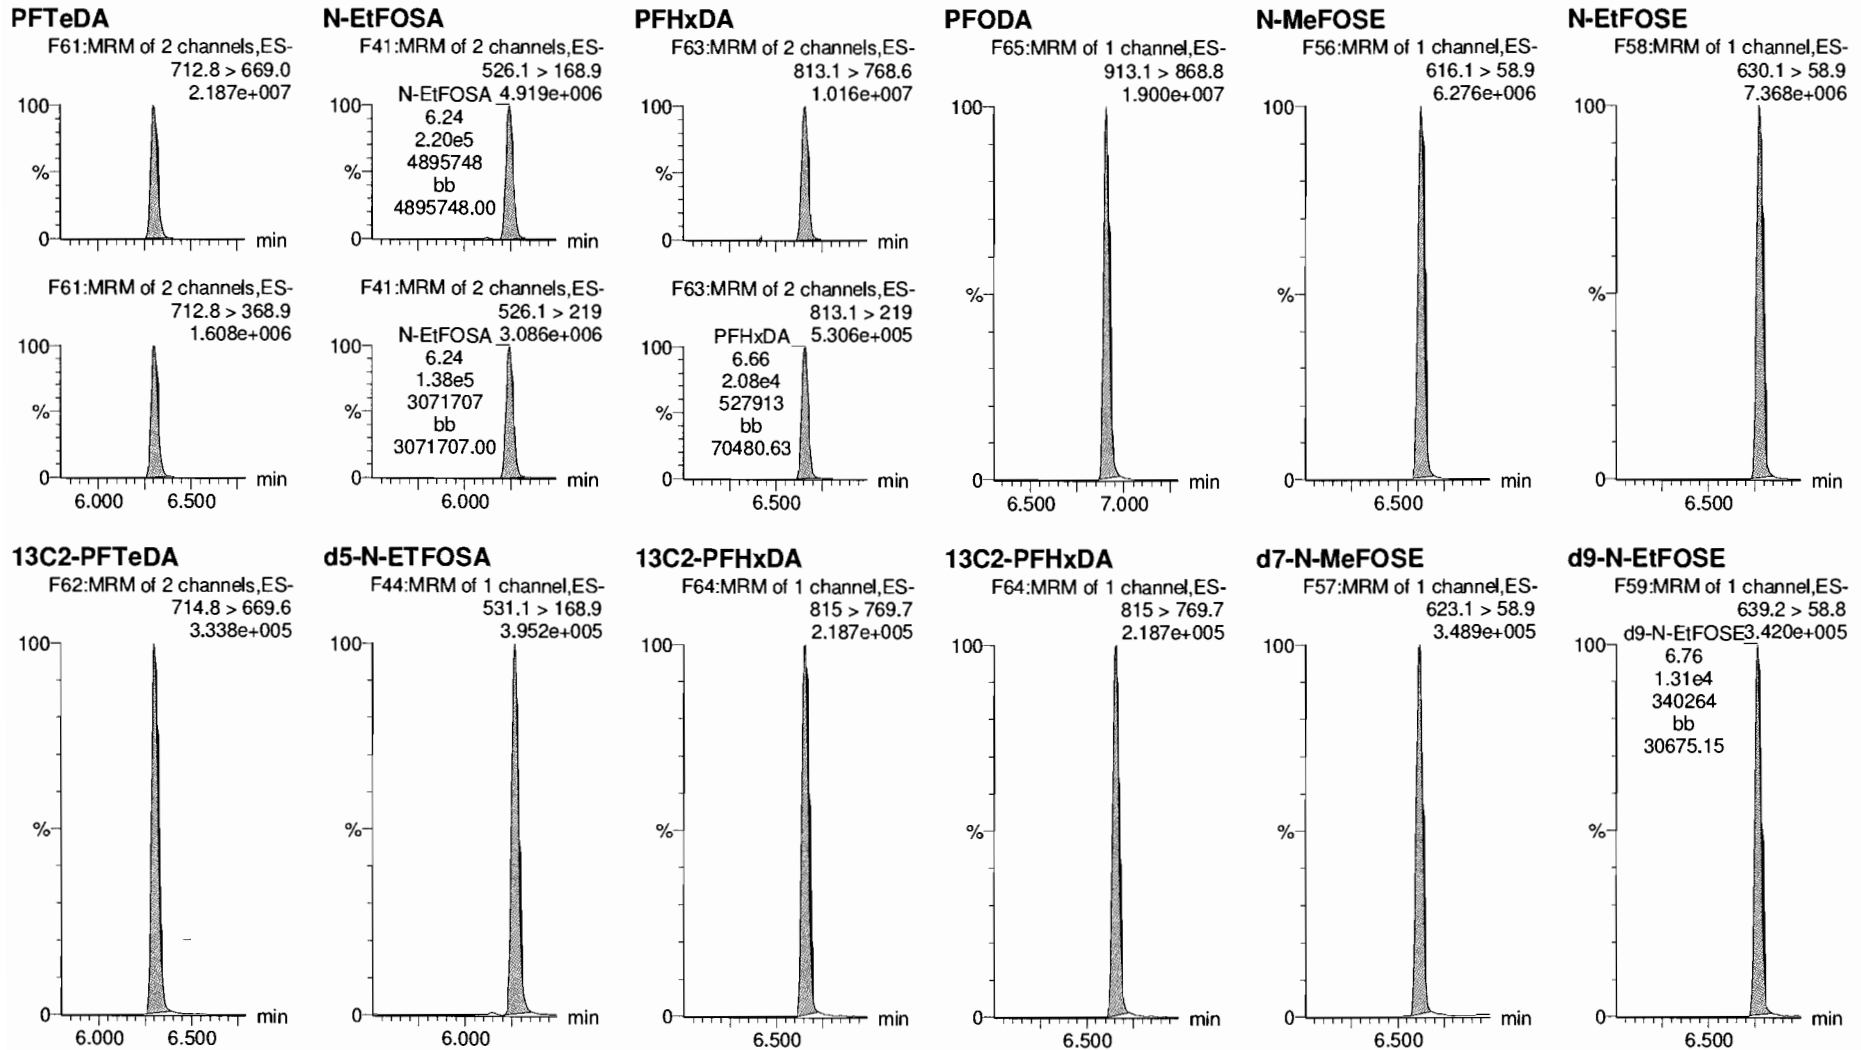 PFTeDA
F61:MRM of 2 channels,ES-
712.8 > 669.0
2.187e+007
100
%
0
min
F61:MRM of 2 channels,ES-
712.8 > 368.9
1.608e+006
100
%
0
min
6.000 6.500
N-EtFOSA
F41:MRM of 2 channels,ES-
526.1 > 168.9
N-EtFOSA 4.919e+006
100
6.24
2.20e5
4895748
bb
4895748.00
%
0
min
F41:MRM of 2 channels,ES-
526.1 > 219
N-EtFOSA 3.086e+006
100
6.24
1.38e5
3071707
bb
3071707.00
%
0
min
6.000
PFHxDA
F63:MRM of 2 channels,ES-
813.1 > 768.6
1.016e+007
100
%
0
min
F63:MRM of 2 channels,ES-
813.1 > 219
PFHxDA 5.306e+005
100
6.66
2.08e4
527913
bb
70480.63
%
0
min
6.500
PFODA
F65:MRM of 1 channel,ES-
913.1 > 868.8
1.900e+007
100
%
0
min
6.500 7.000
N-MeFOSE
F56:MRM of 1 channel,ES-
616.1 > 58.9
6.276e+006
100
%
0
min
6.500
N-EtFOSE
F58:MRM of 1 channel,ES-
630.1 > 58.9
7.368e+006
100
%
0
min
6.500
13C2-PFTeDA
F62:MRM of 2 channels,ES-
714.8 > 669.6
3.338e+005
100
%
0
min
6.000 6.500
d5-N-ETFOSA
F44:MRM of 1 channel,ES-
531.1 > 168.9
3.952e+005
100
%
0
min
6.000
13C2-PFHxDA
F64:MRM of 1 channel,ES-
815 > 769.7
2.187e+005
100
%
0
min
6.500
13C2-PFHxDA
F64:MRM of 1 channel,ES-
815 > 769.7
2.187e+005
100
%
0
min
6.500
d7-N-MeFOSE
F57:MRM of 1 channel,ES-
623.1 > 58.9
3.489e+005
100
%
0
min
6.500
d9-N-EtFOSE
F59:MRM of 1 channel,ES-
639.2 > 58.8
d9-N-EtFOSE 3.420e+005
100
6.76
1.31e4
340264
bb
30675.15
%
0
min
6.500